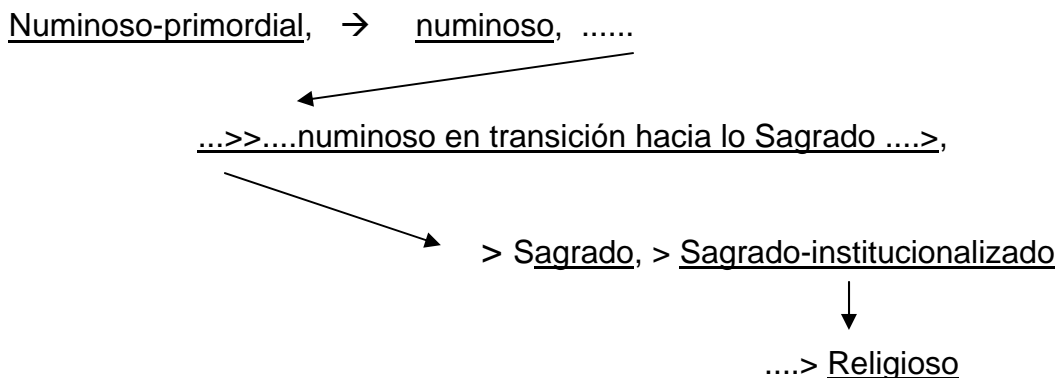 Numinoso-primordial, → numinoso, ......
...>>....numinoso en transición hacia lo Sagrado ....>,
> Sagrado, > Sagrado-institucionalizado
....> Religioso